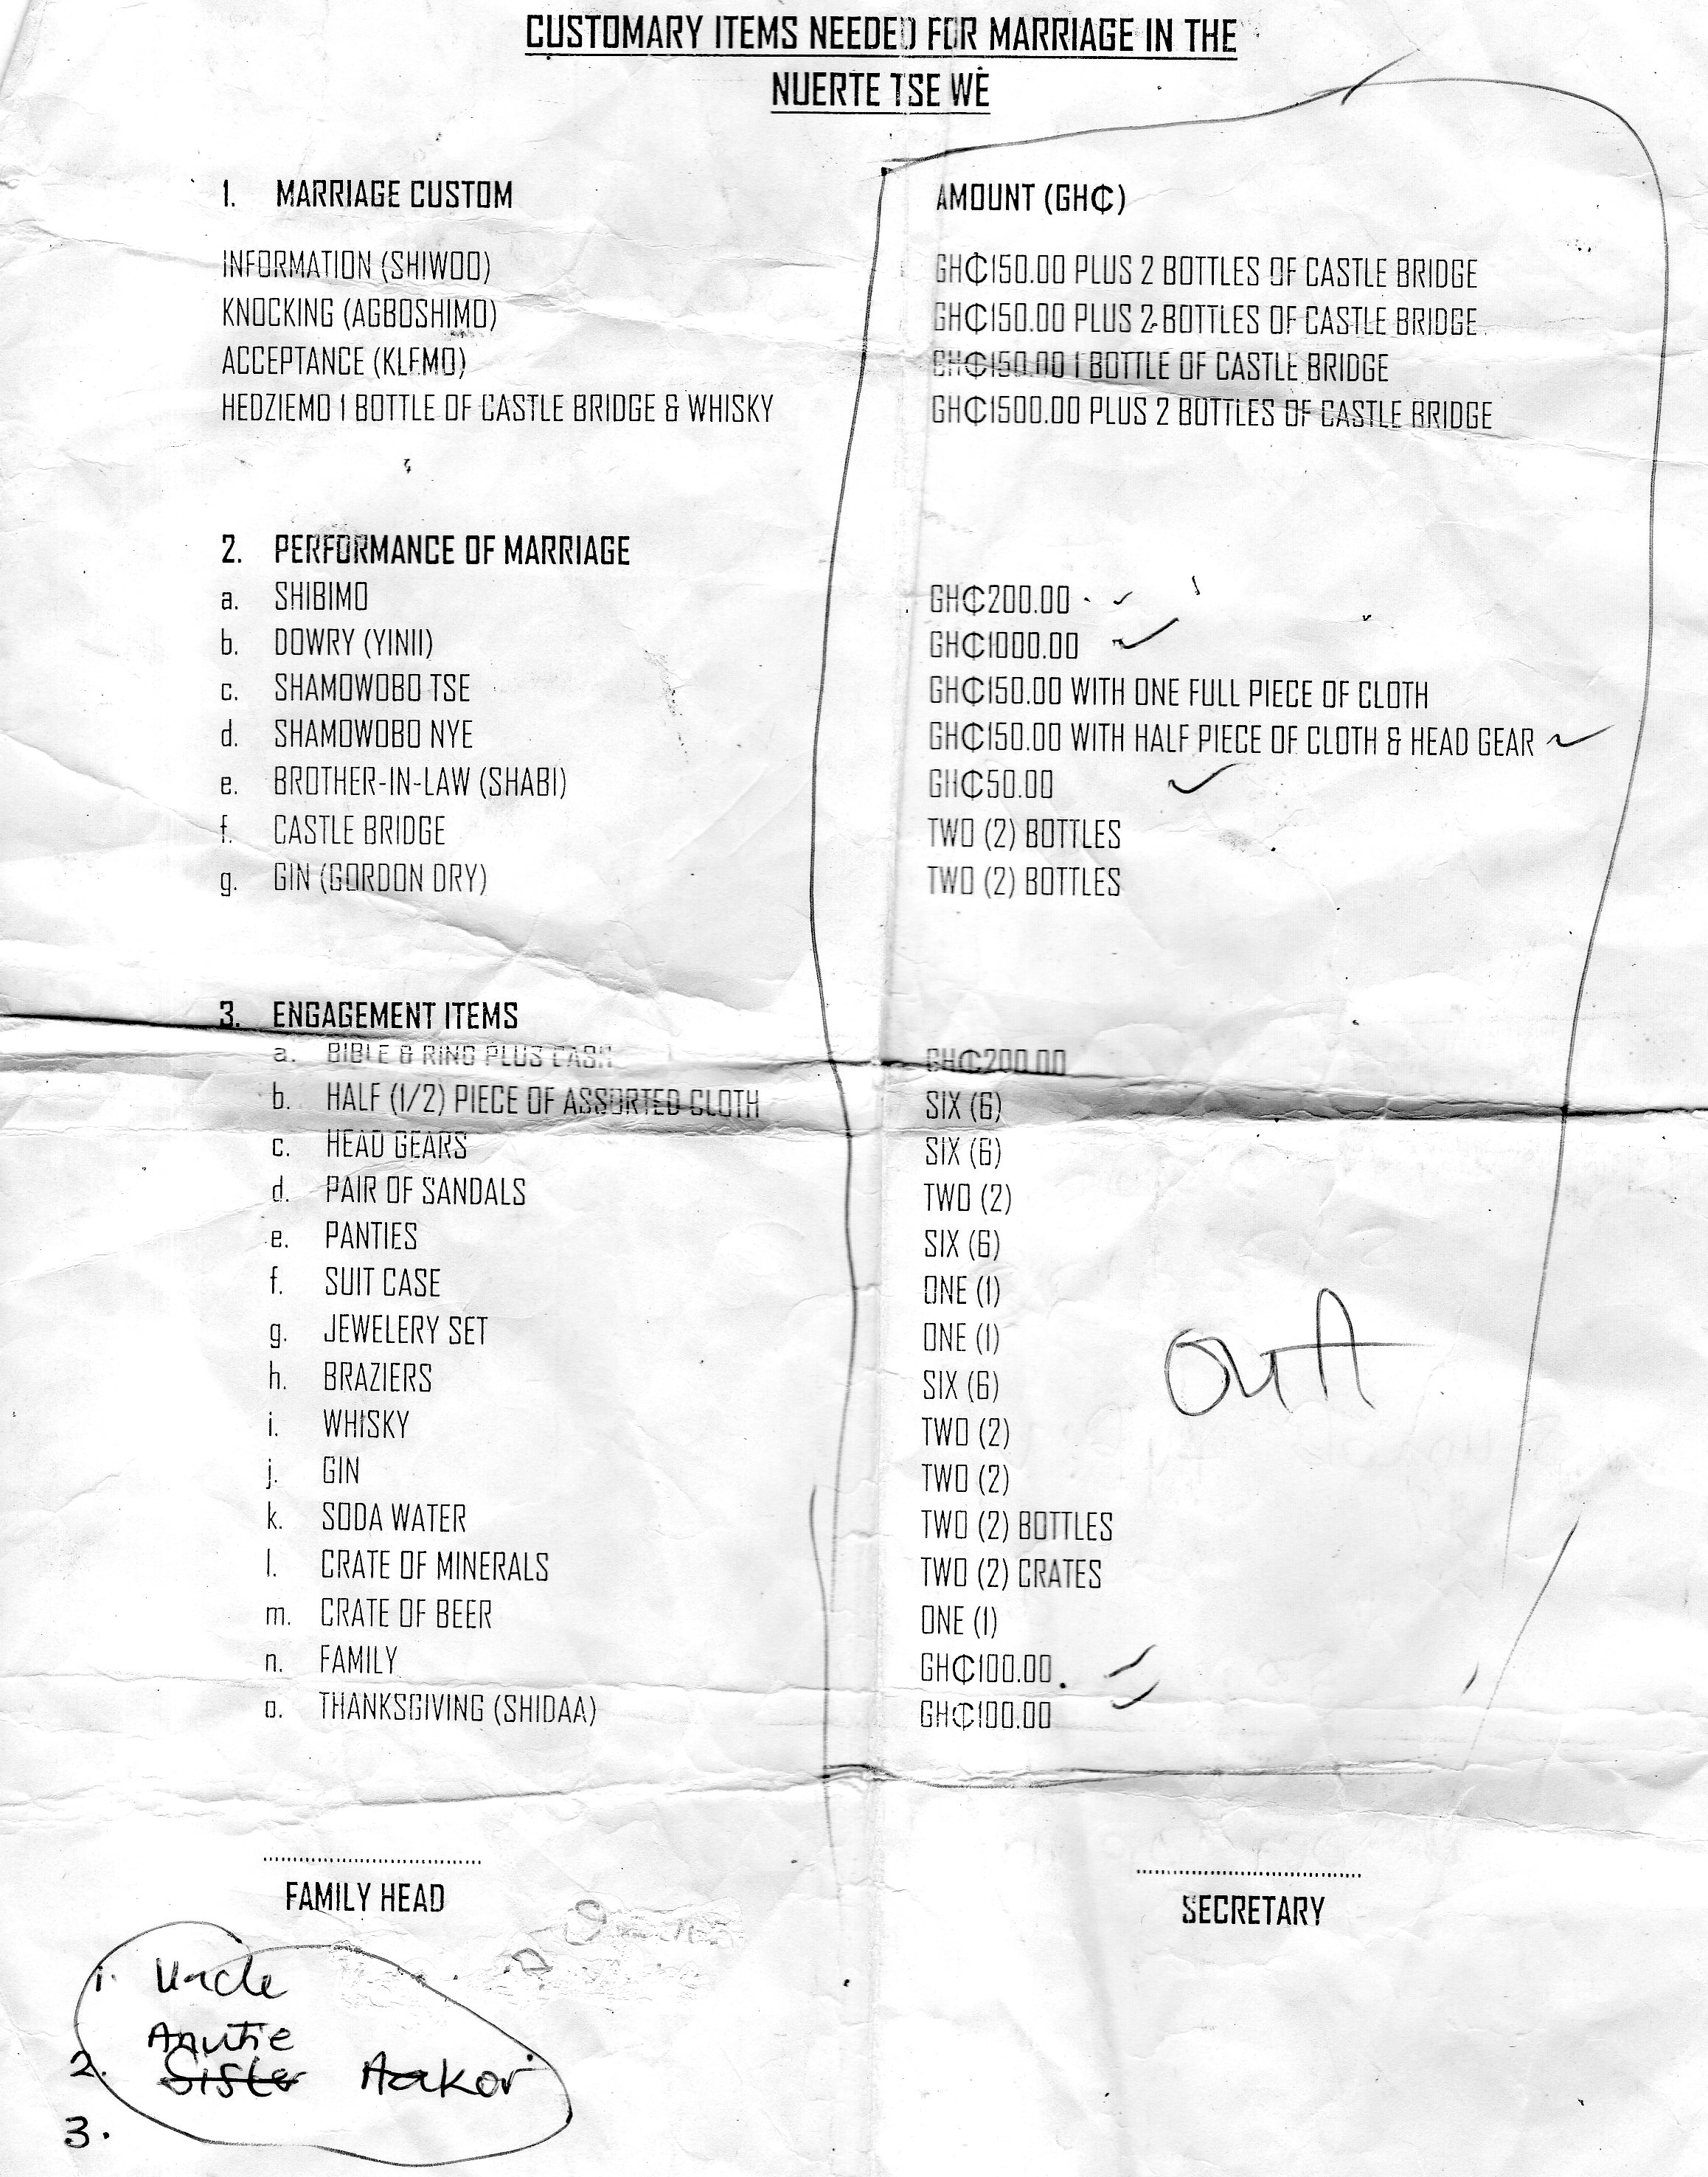 CUSTOMARY ITEMS NEEDED FOR MARRIAGE IN THE
NUERTE TSE WÈ
1. MARRIAGE CUSTOM AMOUNT (GH₵)
INFORMATION (SHIWOO) GH₵150.00 PLUS 2 BOTTLES OF CASTLE BRIDGE
KNOCKING (AGBOSHIMO) GH₵150.00 PLUS 2 BOTTLES OF CASTLE BRIDGE
ACCEPTANCE (KLFMO) GH₵150.00 1 BOTTLE OF CASTLE BRIDGE
HEDZIEMO 1 BOTTLE OF CASTLE BRIDGE & WHISKY GH₵1500.00 PLUS 2 BOTTLES OF CASTLE BRIDGE
2. PERFORMANCE OF MARRIAGE
a. SHIBIMO GH₵200.00
b. DOWRY (YINII) GH₵1000.00
c. SHAMOWOBO TSE GH₵150.00 WITH ONE FULL PIECE OF CLOTH
d. SHAMOWOBO NYE GH₵150.00 WITH HALF PIECE OF CLOTH & HEAD GEAR
e. BROTHER-IN-LAW (SHABI) GH₵50.00
f. CASTLE BRIDGE TWO (2) BOTTLES
g. GIN (GORDON DRY) TWO (2) BOTTLES
3. ENGAGEMENT ITEMS
a. BIBLE & RING PLUS CASH GH₵200.00
b. HALF (1/2) PIECE OF ASSORTED CLOTH SIX (6)
c. HEAD GEARS SIX (6)
d. PAIR OF SANDALS TWO (2)
e. PANTIES SIX (6)
f. SUIT CASE ONE (1)
g. JEWELERY SET ONE (1)
h. BRAZIERS SIX (6)
i. WHISKY TWO (2)
j. GIN TWO (2)
k. SODA WATER TWO (2) BOTTLES
l. CRATE OF MINERALS TWO (2) CRATES
m. CRATE OF BEER ONE (1)
n. FAMILY GH₵100.00
o. THANKSGIVING (SHIDAA) GH₵100.00
out
FAMILY HEAD SECRETARY
1. Uncle
Anutie
2. Sister Aakor
3.